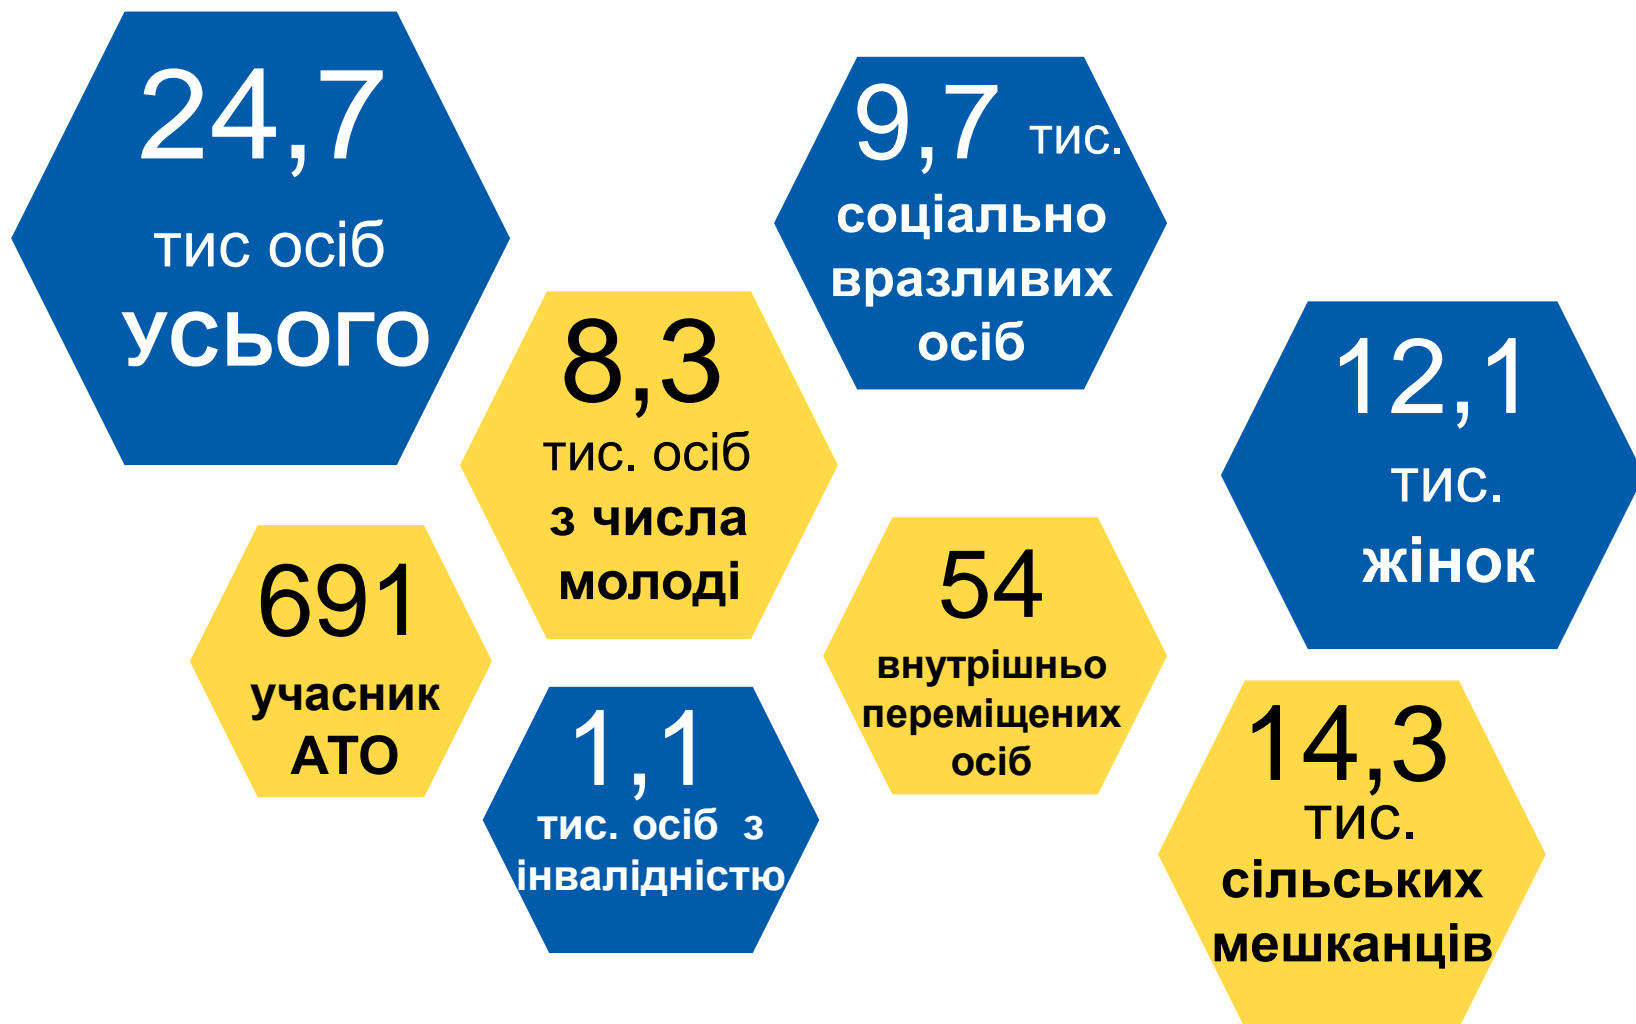 24,7
тис осіб
УСЬОГО
9,7 тис.
соціально
вразливих
осіб
8,3
тис. осіб
з числа
молоді
12,1
тис.
жінок
691
учасник
АТО
54
внутрішньо
переміщених
осіб
1,1
тис. осіб з
інвалідністю
14,3
тис.
сільських
мешканців